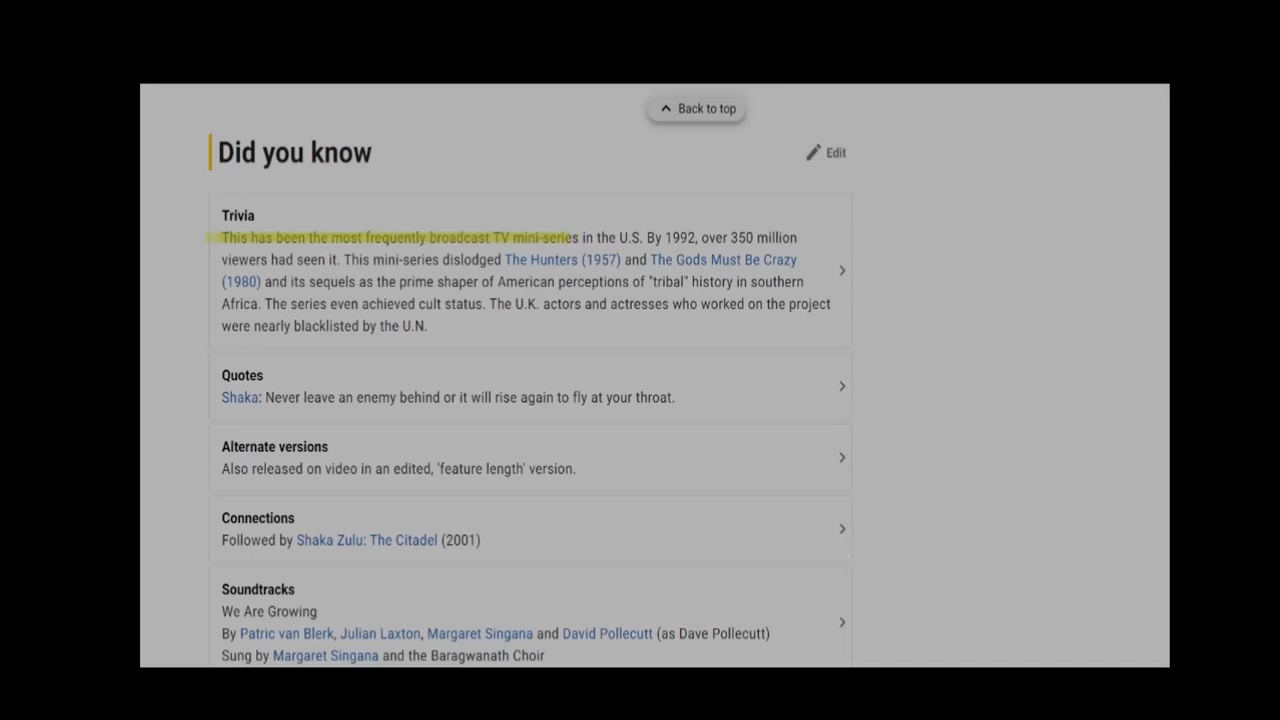 Back to top
Did you know
Edit
Trivia
This has been the most frequently broadcast TV mini-series in the U.S. By 1992, over 350 million
viewers had seen it. This mini-series dislodged The Hunters (1957) and The Gods Must Be Crazy
(1980) and its sequels as the prime shaper of American perceptions of "tribal" history in southern
Africa. The series even achieved cult status. The U.K. actors and actresses who worked on the project
were nearly blacklisted by the U.N.
Quotes
Shaka: Never leave an enemy behind or it will rise again to fly at your throat.
Alternate versions
Also released on video in an edited, 'feature length' version.
Connections
Followed by Shaka Zulu: The Citadel (2001)
Soundtracks
We Are Growing
By Patric van Blerk, Julian Laxton, Margaret Singana and David Pollecutt (as Dave Pollecutt)
Sung by Margaret Singana and the Baragwanath Choir